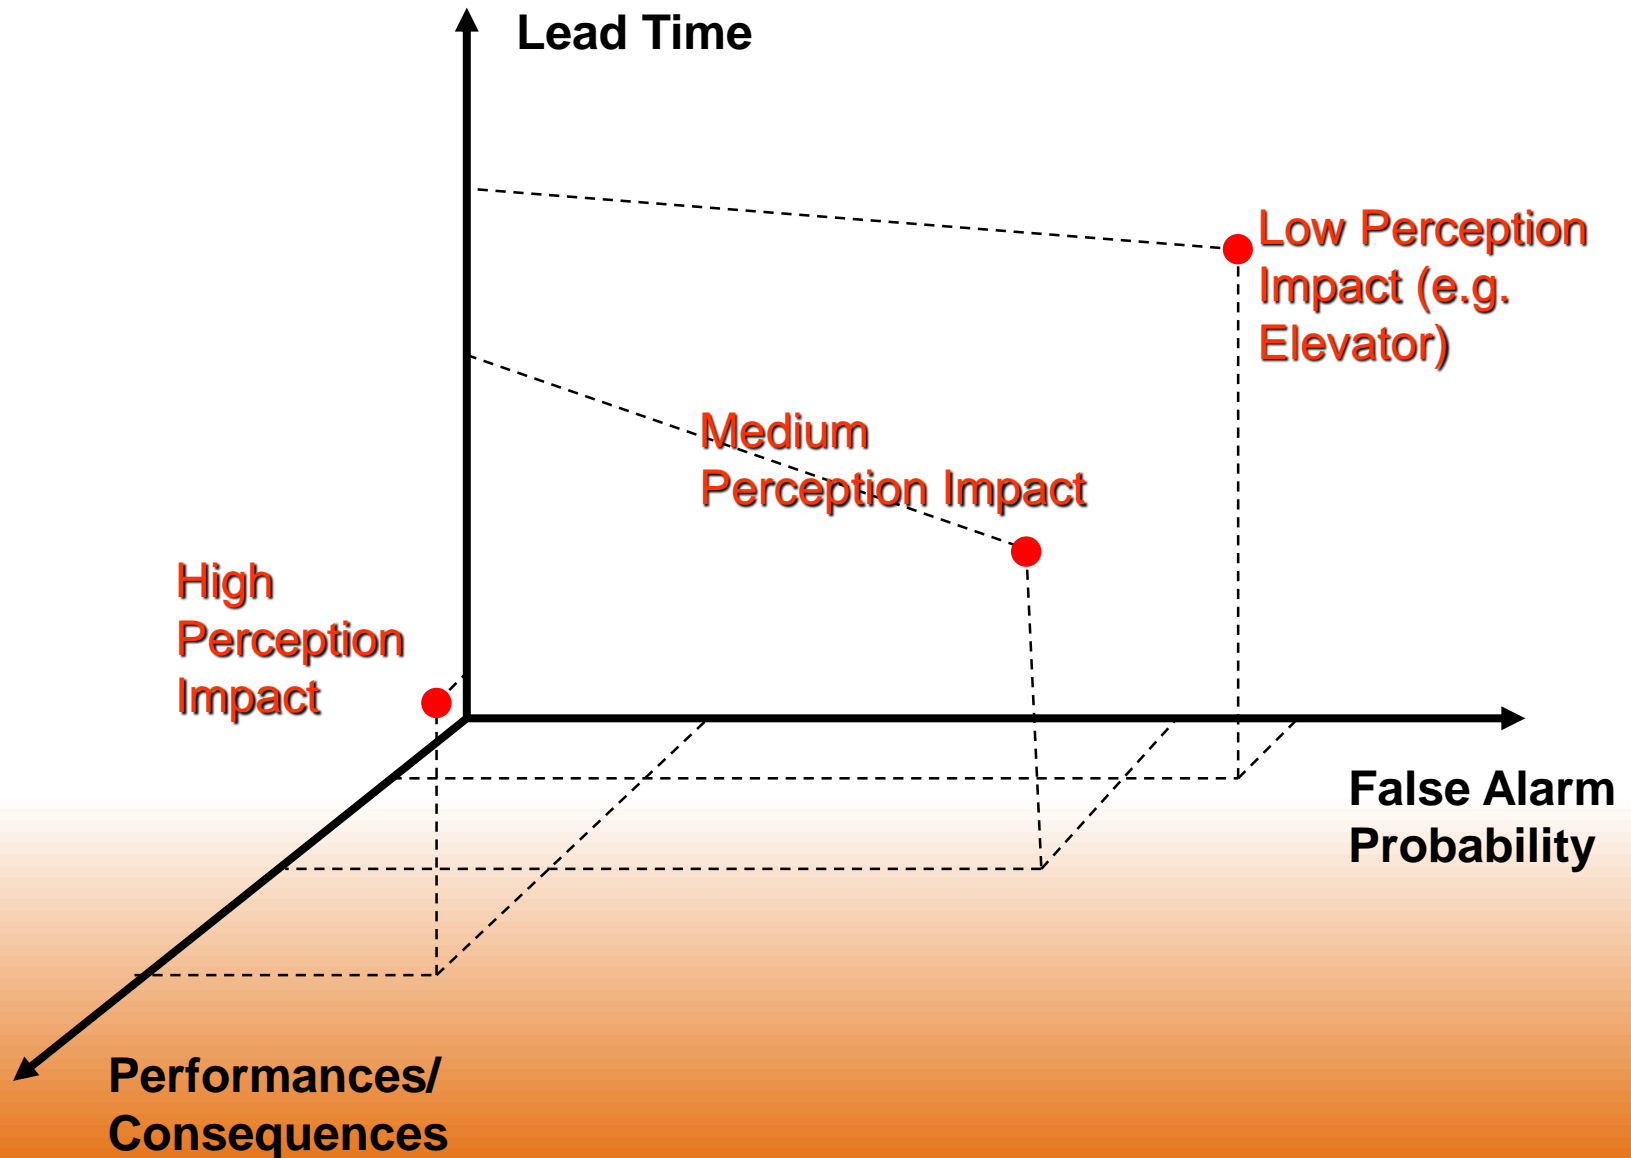 Lead Time
Low Perception
Impact (e.g.
Elevator)
Medium
Perception Impact
High
Perception
Impact
False Alarm
Probability
Performances/
Consequences